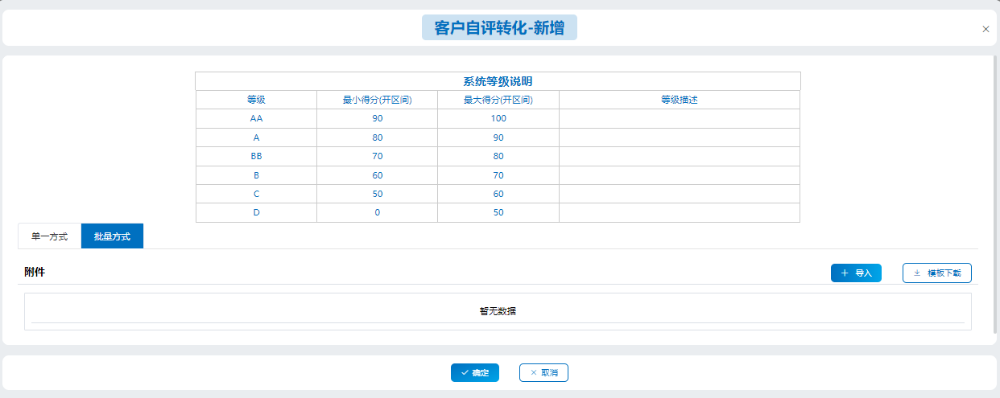 客户自评转化-新增
系统等级说明
等级 最小得分(开区间) 最大得分(开区间) 等级描述
AA 90 100
A 80 90
BB 70 80
B 60 70
C 50 60
D 0 50
单一方式 批量方式
附件 导入 模板下载
暂无数据
确定 取消